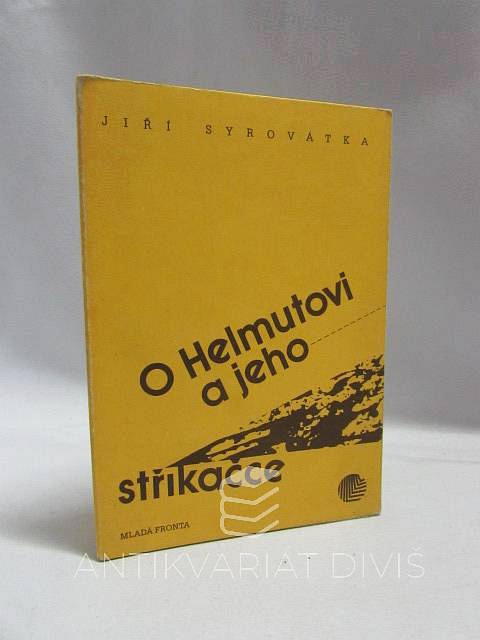 JIŘÍ SYROVÁTKA
O Helmutovi
a jeho
stříkačce
MLADÁ FRONTA
ANTIKVARIÁT DIVIŠ